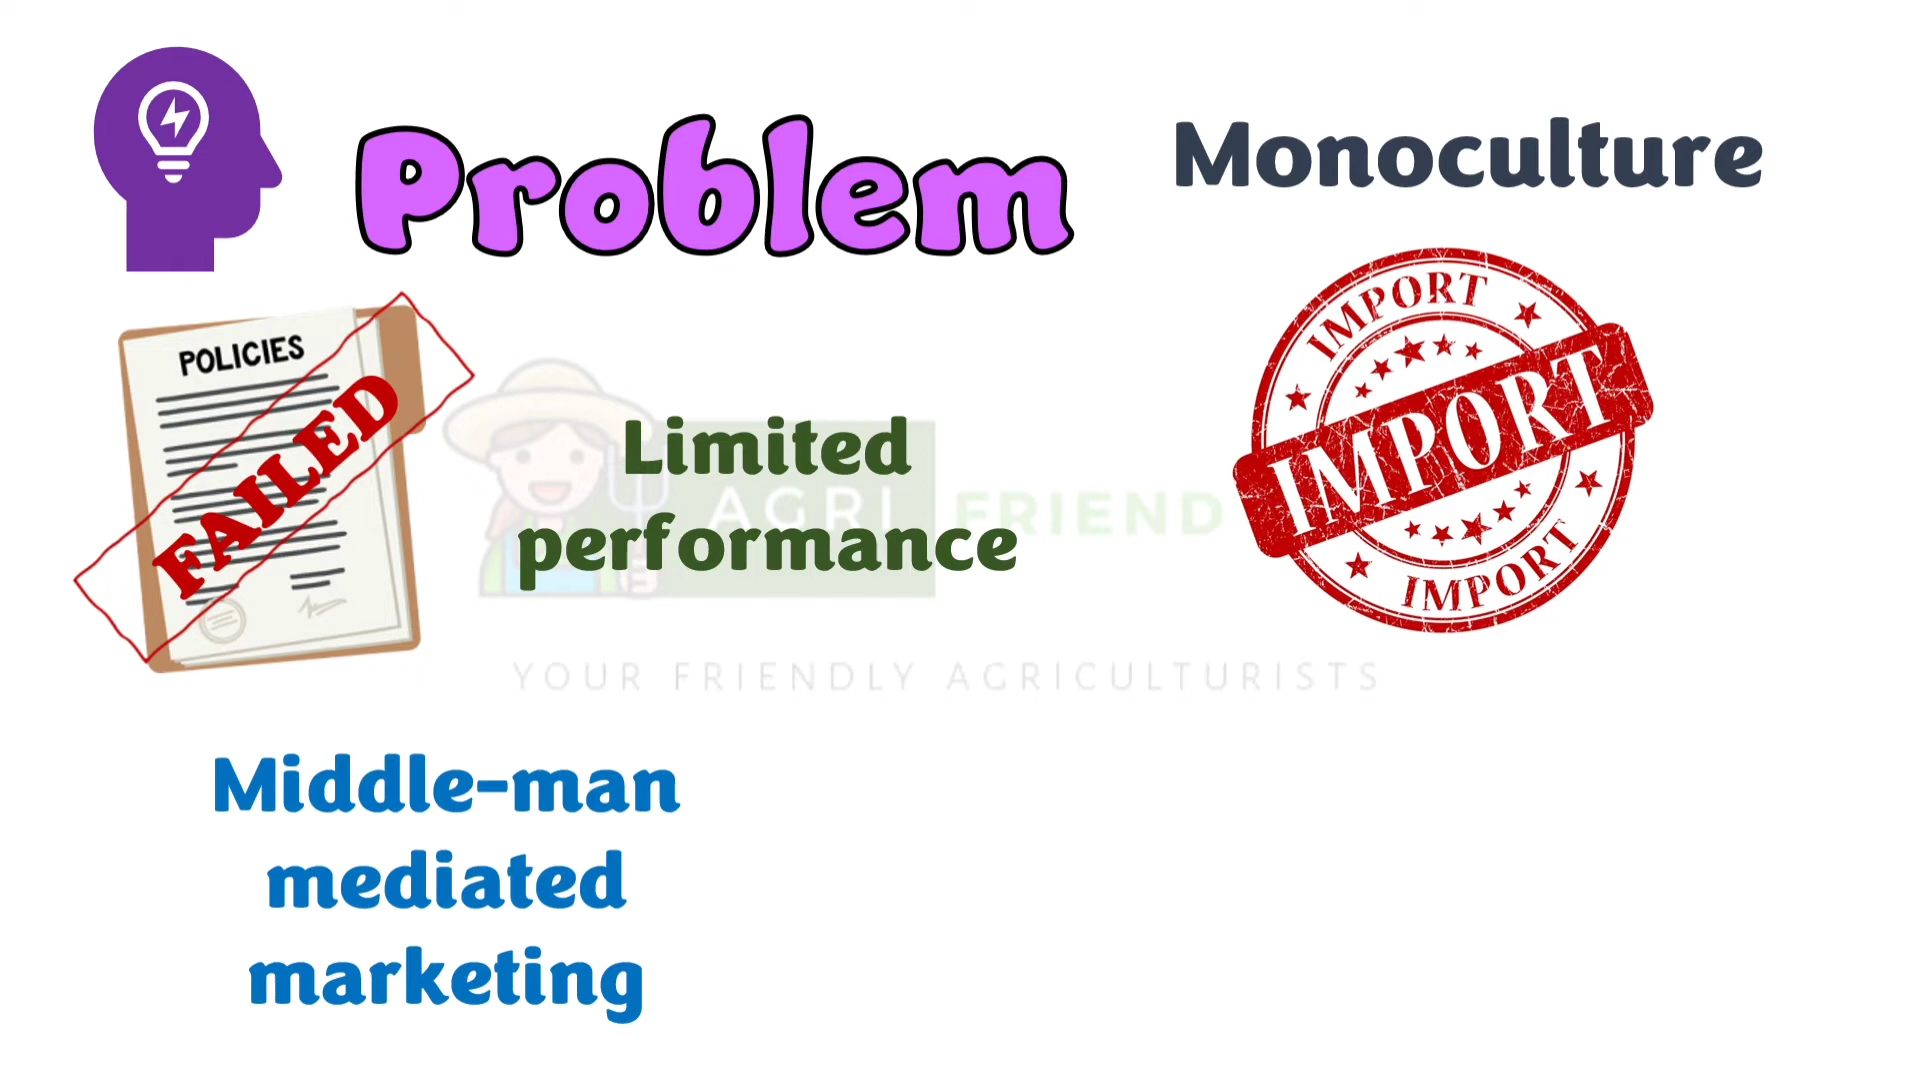 Problem
Monoculture
IMPORT
IMPORT
IMPORT
POLICIES
FAILED
Limited
performance
AGRI FRIEND
YOUR FRIENDLY AGRICULTURISTS
Middle-man
mediated
marketing